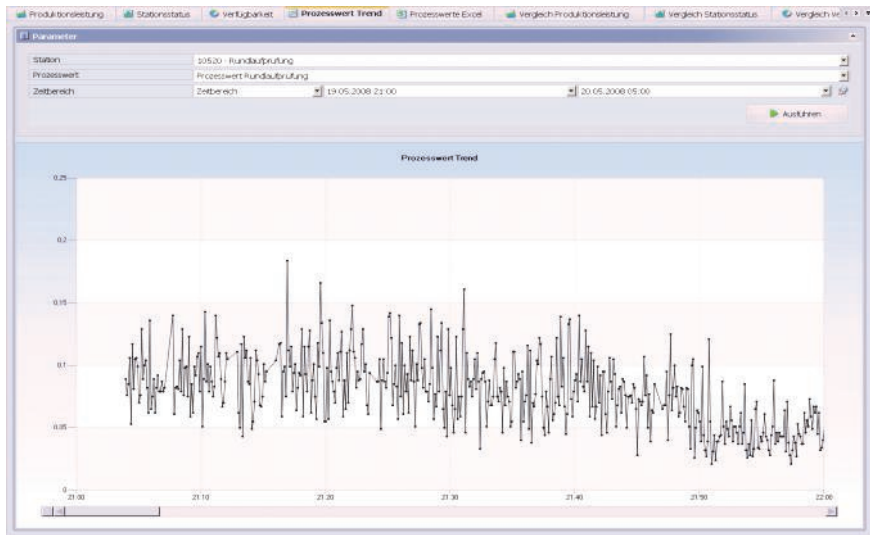 Produktionsleistung Stationsstatus Verfügbarkeit Prozesswert Trend Prozesswerte Excel Vergleich Produktionsleistung Vergleich Stationsstatus Vergleich Ve
Parameter
Station 10520 - Rundlaufprüfung
Prozesswert Prozesswert Rundlaufprüfung
Zeitbereich Zeitbereich 19.05.2008 21:00 20.05.2008 05:00
Ausführen
Prozesswert Trend
0,25
0,2
0,15
0,1
0,05
0
21:00 21:10 21:20 21:30 21:40 21:50 22:00